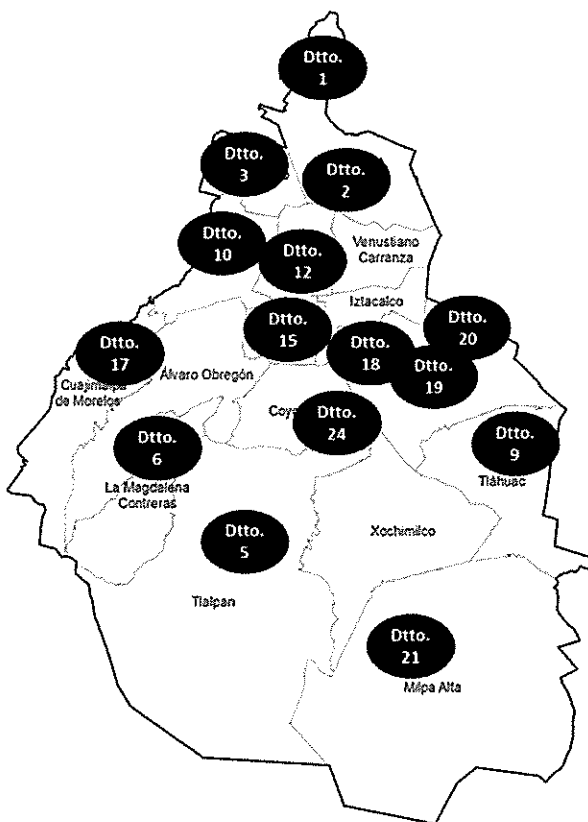 Dtto.
1
Dtto.
3
Dtto.
2
Dtto.
10
Dtto.
12
Venustiano
Carranza
Iztacalco
Dtto.
15
Dtto.
18
Dtto.
20
Dtto.
19
Dtto.
17
Cuajimalpa
de Morelos
Álvaro Obregón
Coyo
Dtto.
24
Dtto.
6
La Magdalena
Contreras
Dtto.
9
Tláhuac
Dtto.
5
Xochimilco
Tlalpan
Dtto.
21
Milpa Alta